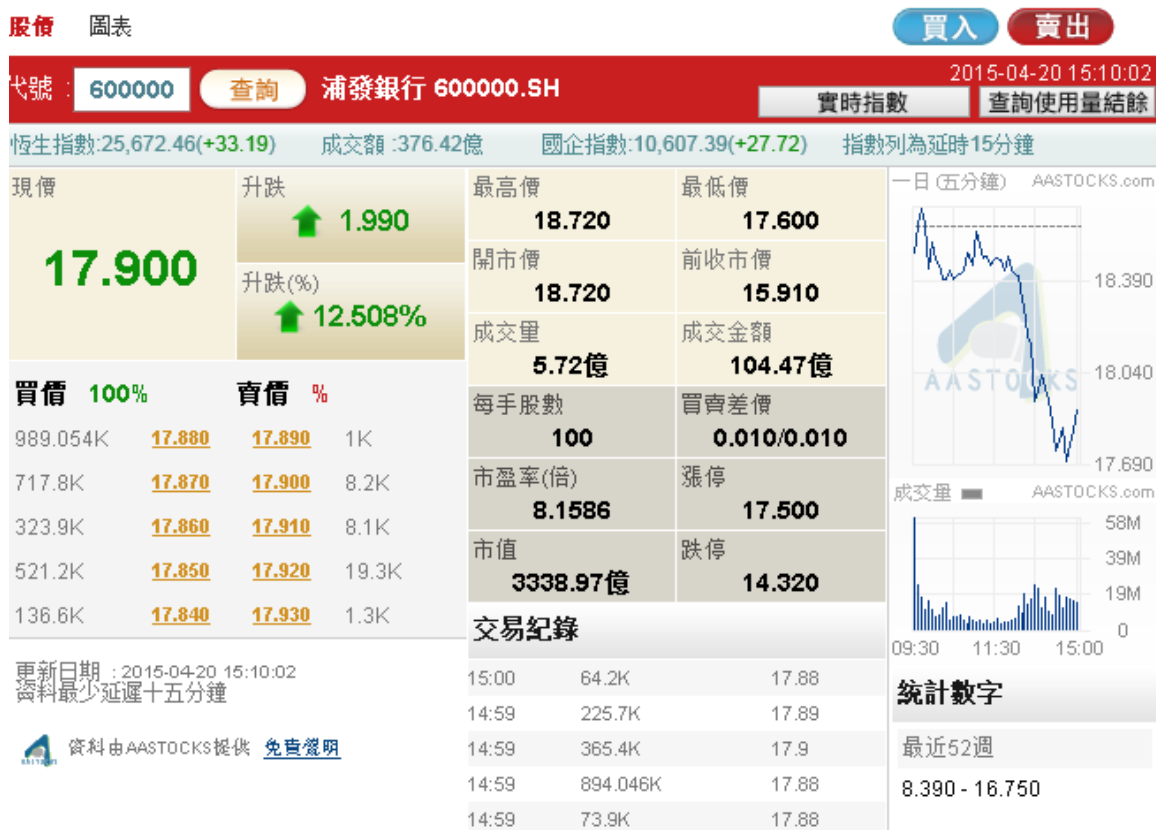 股價 圖表 買入 賣出
代號 : 600000 查詢 浦發銀行 600000.SH 2015-04-20 15:10:02
實時指數 查詢使用量結餘
恆生指數:25,672.46(+33.19) 成交額 :376.42億 國企指數:10,607.39(+27.72) 指數列為延時15分鐘
現價
17.900
升跌
1.990
升跌(%)
12.508%
最高價 最低價
18.720 17.600
開市價 前收市價
18.720 15.910
成交量 成交金額
5.72億 104.47億
每手股數 買賣差價
100 0.010/0.010
市盈率(倍) 漲停
8.1586 17.500
市值 跌停
3338.97億 14.320
買價 100% 賣價 %
989.054K 17.880 17.890 1K
717.8K 17.870 17.900 8.2K
323.9K 17.860 17.910 8.1K
521.2K 17.850 17.920 19.3K
136.6K 17.840 17.930 1.3K
更新日期 : 2015-04-20 15:10:02
資料最少延遲十五分鐘
AASTOCKS
資料由AASTOCKS提供 免責聲明
交易紀錄
15:00 64.2K 17.88
14:59 225.7K 17.89
14:59 365.4K 17.9
14:59 894.046K 17.88
14:59 73.9K 17.88
一日 (五分鐘) AASTOCKS.com
18.390
AASTOCKS
18.040
17.690
成交量 AASTOCKS.com
58M
39M
19M
0
09:30 11:30 15:00
統計數字
最近52週
8.390 - 16.750